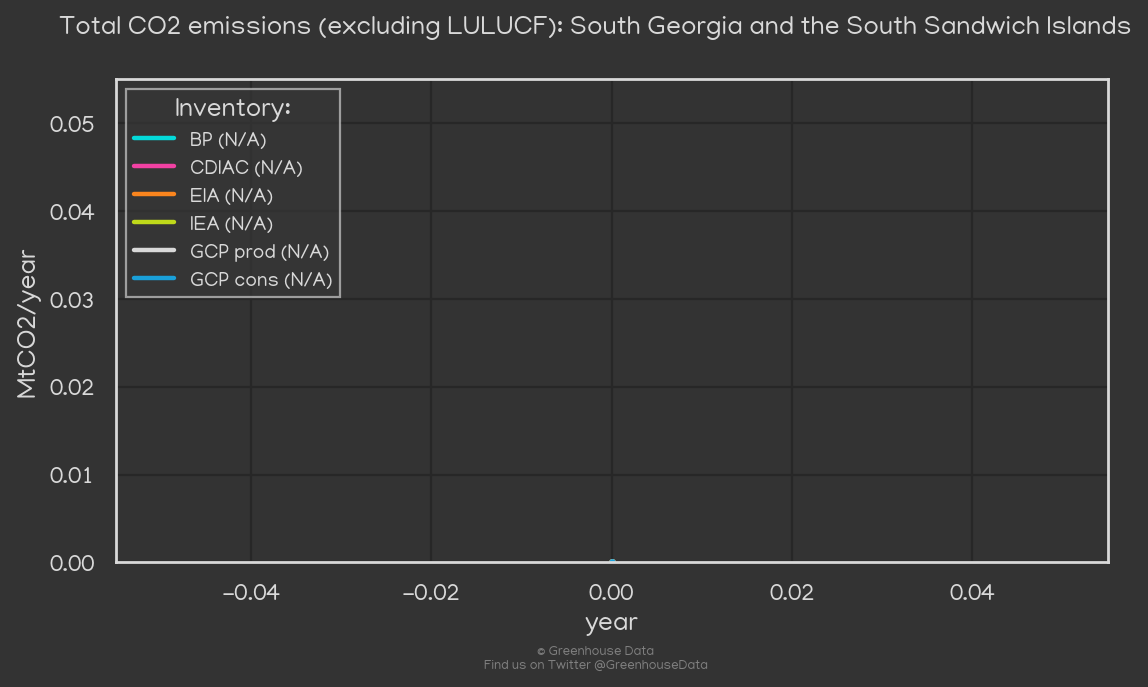 Total CO2 emissions (excluding LULUCF): South Georgia and the South Sandwich Islands
Inventory:
BP (N/A)
CDIAC (N/A)
EIA (N/A)
IEA (N/A)
GCP prod (N/A)
GCP cons (N/A)
MtCO2/year
0.05
0.04
0.03
0.02
0.01
0.00
−0.04 −0.02 0.00 0.02 0.04
year
© Greenhouse Data
Find us on Twitter @GreenhouseData